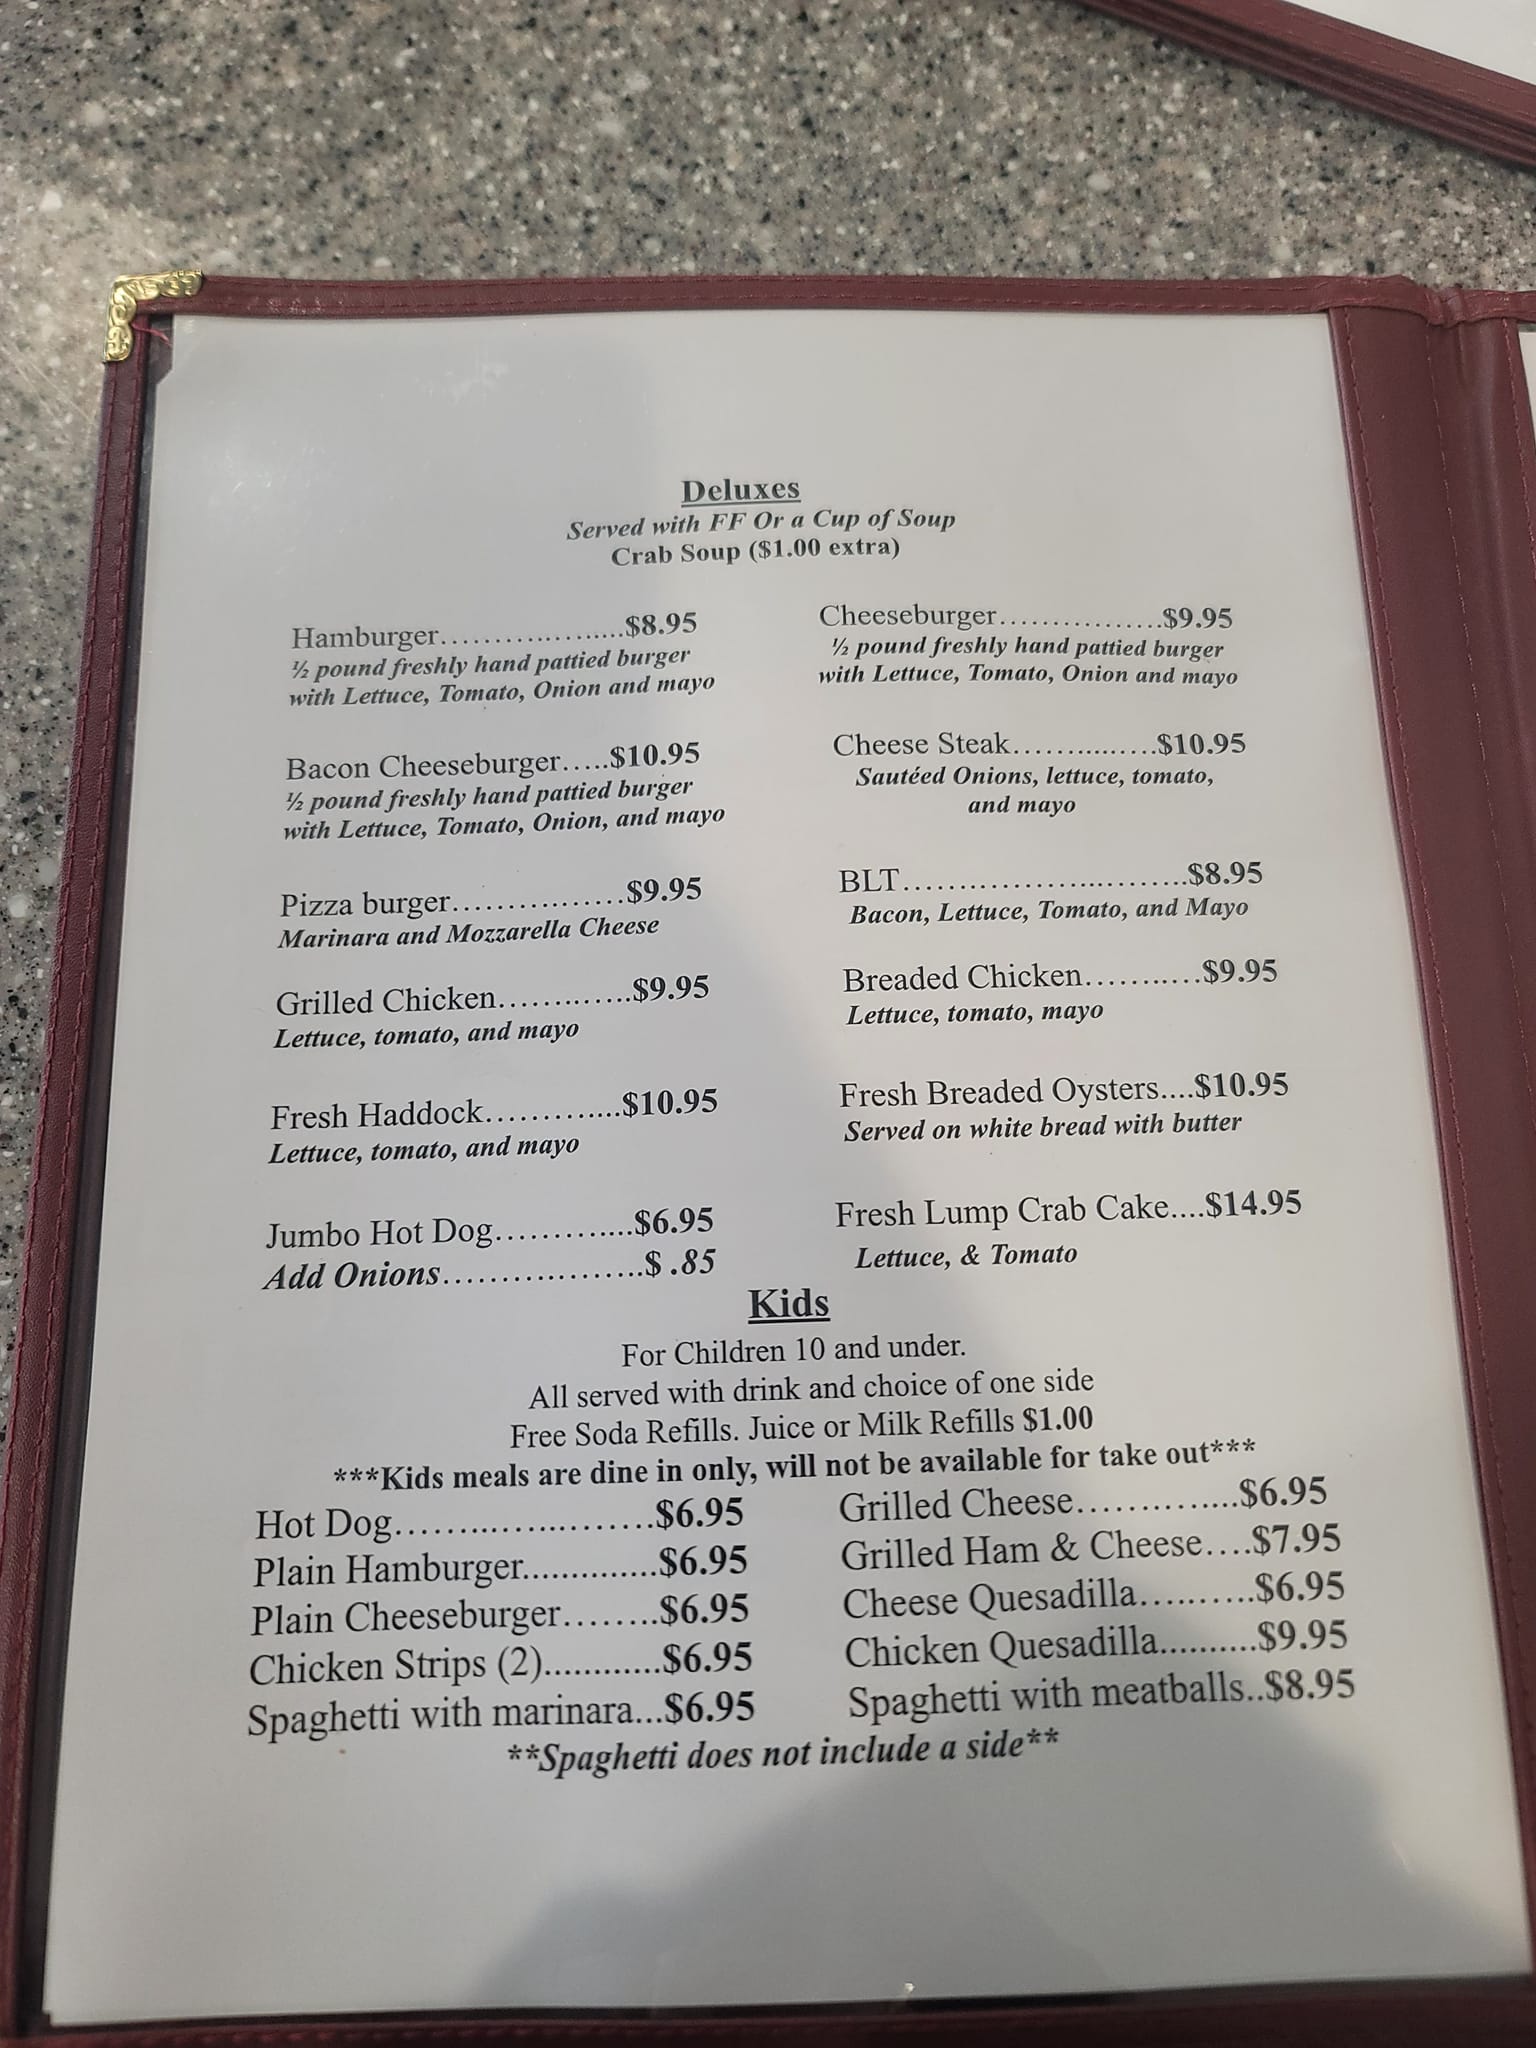 Deluxes
Served with FF Or a Cup of Soup
Crab Soup ($1.00 extra)
Hamburger........................$8.95
½ pound freshly hand pattied burger
with Lettuce, Tomato, Onion and mayo
Bacon Cheeseburger.....$10.95
½ pound freshly hand pattied burger
with Lettuce, Tomato, Onion, and mayo
Pizza burger......................$9.95
Marinara and Mozzarella Cheese
Grilled Chicken.................$9.95
Lettuce, tomato, and mayo
Fresh Haddock.................$10.95
Lettuce, tomato, and mayo
Jumbo Hot Dog.................$6.95
Add Onions.........................$ .85
Cheeseburger.....................$9.95
½ pound freshly hand pattied burger
with Lettuce, Tomato, Onion and mayo
Cheese Steak..................$10.95
Sautéed Onions, lettuce, tomato,
and mayo
BLT....................................$8.95
Bacon, Lettuce, Tomato, and Mayo
Breaded Chicken...............$9.95
Lettuce, tomato, mayo
Fresh Breaded Oysters....$10.95
Served on white bread with butter
Fresh Lump Crab Cake....$14.95
Lettuce, & Tomato
Kids
For Children 10 and under.
All served with drink and choice of one side
Free Soda Refills. Juice or Milk Refills $1.00
***Kids meals are dine in only, will not be available for take out***
Hot Dog...........................$6.95
Plain Hamburger..............$6.95
Plain Cheeseburger........$6.95
Chicken Strips (2)............$6.95
Spaghetti with marinara...$6.95
Grilled Cheese.................$6.95
Grilled Ham & Cheese....$7.95
Cheese Quesadilla...........$6.95
Chicken Quesadilla..........$9.95
Spaghetti with meatballs..$8.95
**Spaghetti does not include a side**